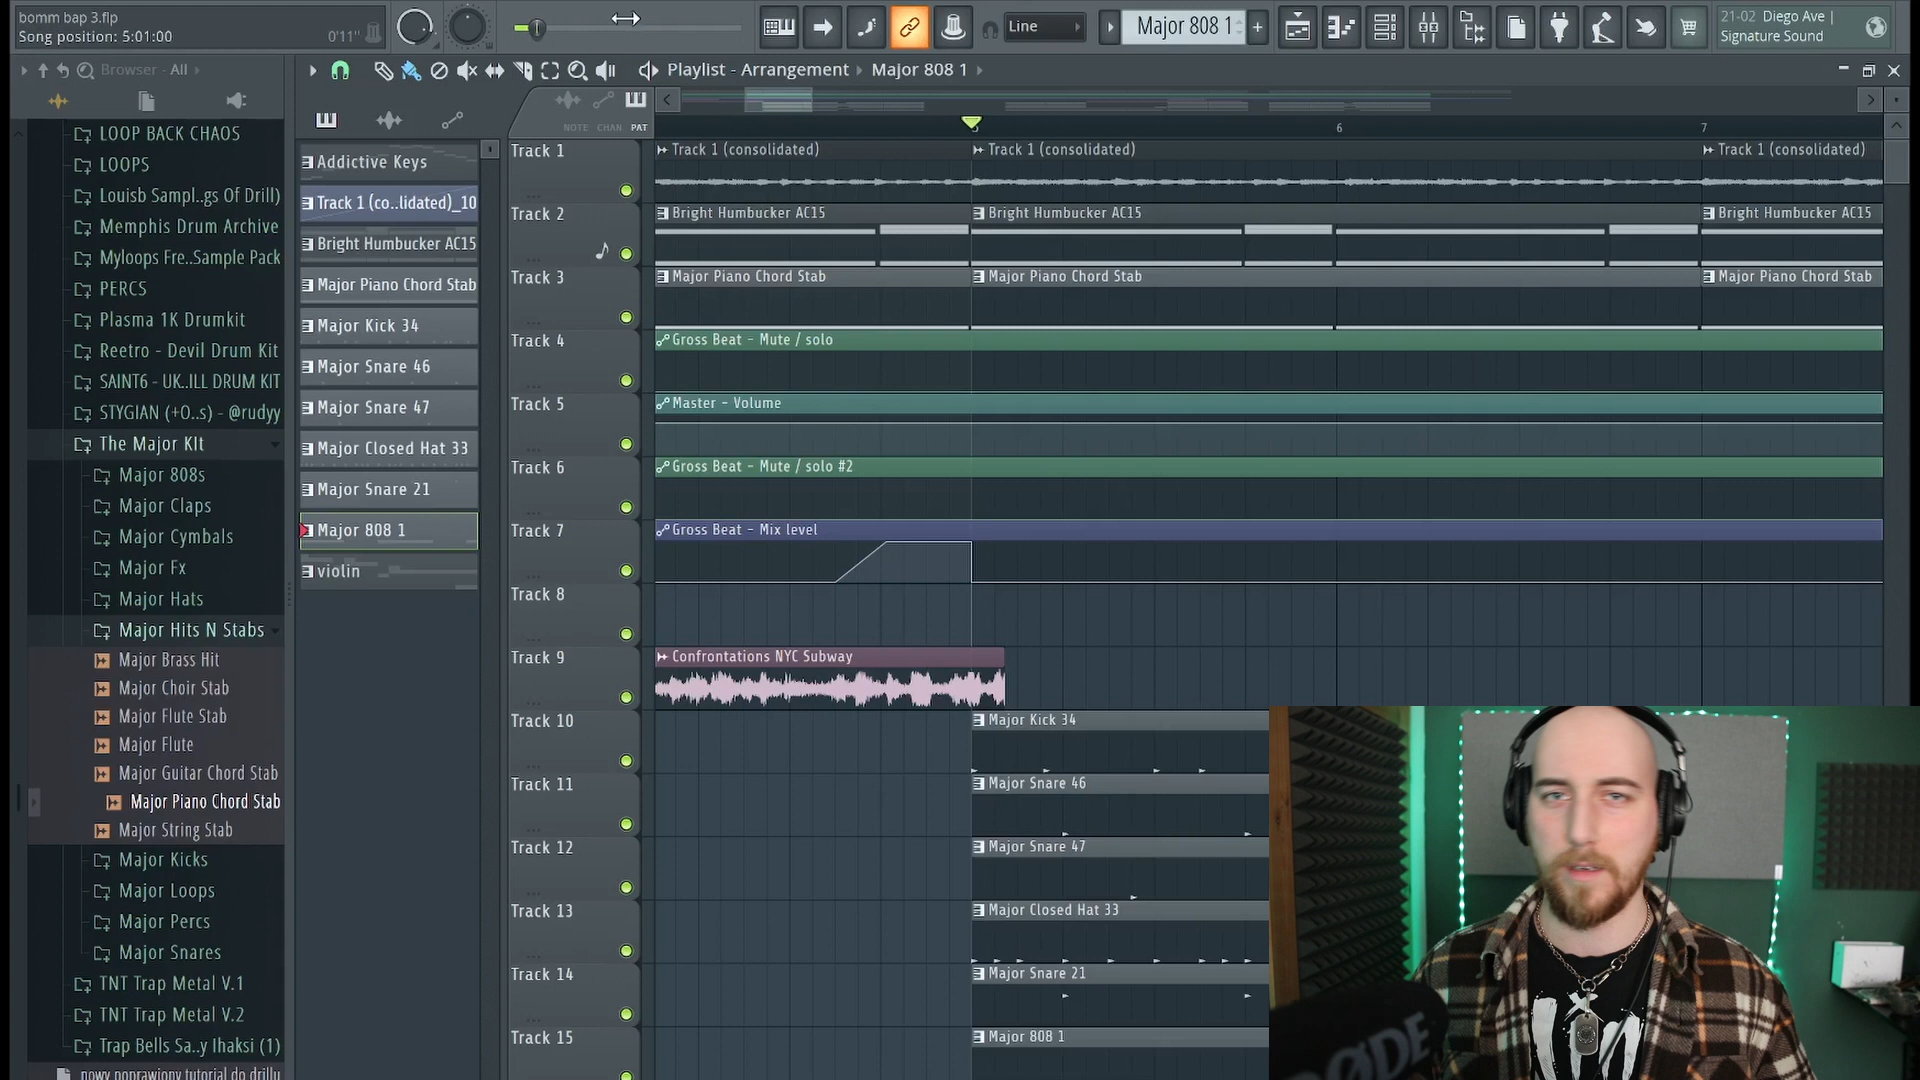 bomm bap 3.flp
Song position: 5:01:00
0'11"
Line
Major 808 1
21-02 Diego Ave |
Signature Sound
Browser - All
Playlist - Arrangement
Major 808 1
NOTE CHAN PAT
5
6
7
LOOP BACK CHAOS
LOOPS
Louisb Sampl..gs Of Drill)
Memphis Drum Archive
Myloops Fre..Sample Pack
PERCS
Plasma 1K Drumkit
Reetro - Devil Drum Kit
SAINT6 - UK..ILL DRUM KIT
STYGIAN (+O..s) - @rudyy
The Major KIt
Major 808s
Major Claps
Major Cymbals
Major Fx
Major Hats
Major Hits N Stabs
Major Brass Hit
Major Choir Stab
Major Flute Stab
Major Flute
Major Guitar Chord Stab
Major Piano Chord Stab
Major String Stab
Major Kicks
Major Loops
Major Percs
Major Snares
TNT Trap Metal V.1
TNT Trap Metal V.2
Trap Bells Sa..y Ihaksi (1)
nowy poprawiony tutorial do drillu
Addictive Keys
Track 1 (co..lidated)_10
Bright Humbucker AC15
Major Piano Chord Stab
Major Kick 34
Major Snare 46
Major Snare 47
Major Closed Hat 33
Major Snare 21
Major 808 1
violin
Track 1
Track 1 (consolidated)
Track 1 (consolidated)
Track 1 (consolidated)
Track 2
Bright Humbucker AC15
Bright Humbucker AC15
Bright Humbucker AC15
Track 3
Major Piano Chord Stab
Major Piano Chord Stab
Major Piano Chord Stab
Track 4
Gross Beat - Mute / solo
Track 5
Master - Volume
Track 6
Gross Beat - Mute / solo #2
Track 7
Gross Beat - Mix level
Track 8
Track 9
Confrontations NYC Subway
Track 10
Major Kick 34
Track 11
Major Snare 46
Track 12
Major Snare 47
Track 13
Major Closed Hat 33
Track 14
Major Snare 21
Track 15
Major 808 1
RØDE